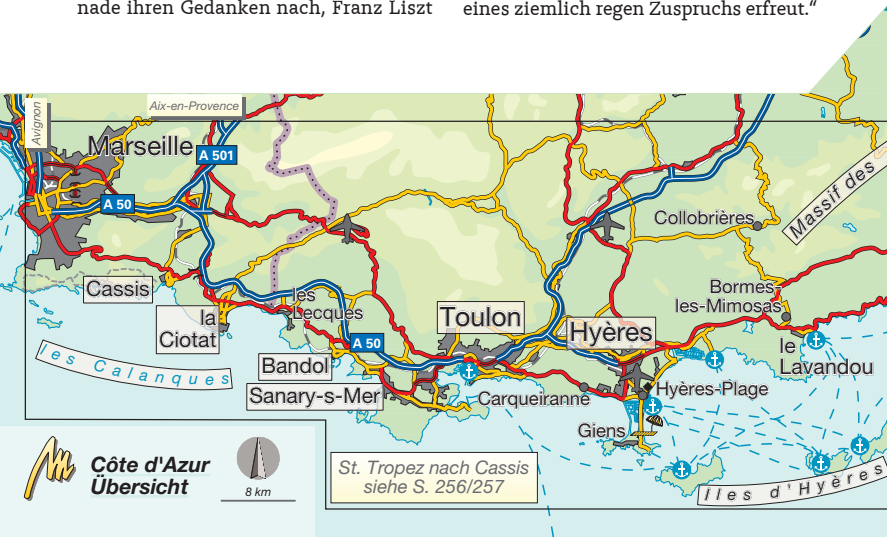 nade ihren Gedanken nach, Franz Liszt
eines ziemlich regen Zuspruchs erfreut.“
Avignon
Aix-en-Provence
Marseille
A 501
A 50
Collobrières
Massif des
Cassis
la
Ciotat
les
Lecques
Bormes-
les-Mimosas
Toulon
Hyères
A 50
le
Lavandou
les Calanques
Bandol
Sanary-s-Mer
Carqueiranne
Hyères-Plage
Giens
Iles d'Hyères
Côte d'Azur
Übersicht
8 km
St. Tropez nach Cassis
siehe S. 256/257